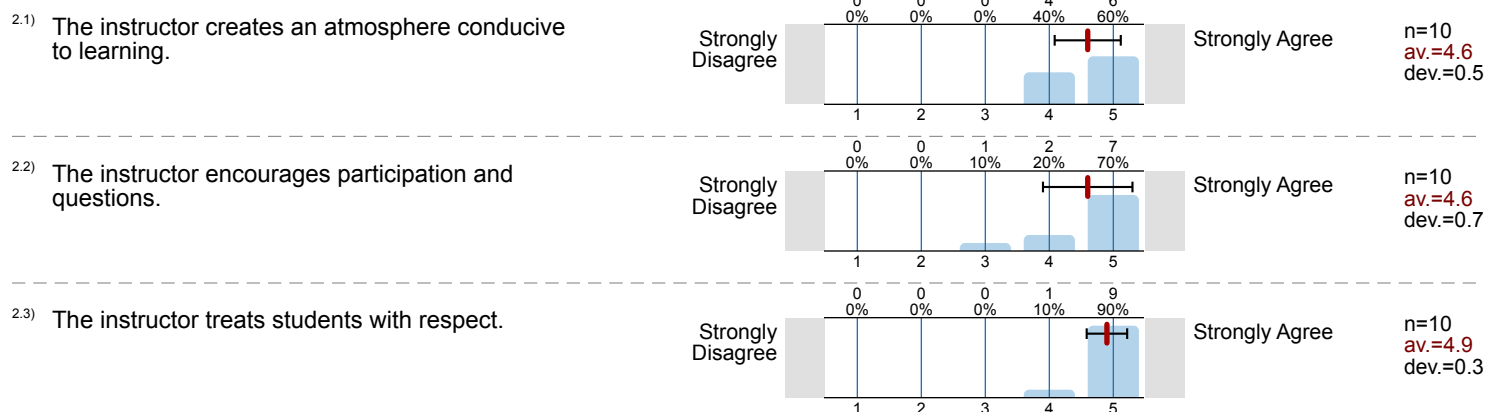 0 0 0 4 6
0% 0% 0% 40% 60%
2.1) The instructor creates an atmosphere conducive
to learning.
Strongly
Disagree
Strongly Agree
n=10
av.=4.6
dev.=0.5
1 2 3 4 5
0 0 1 2 7
0% 0% 10% 20% 70%
2.2) The instructor encourages participation and
questions.
Strongly
Disagree
Strongly Agree
n=10
av.=4.6
dev.=0.7
1 2 3 4 5
0 0 0 1 9
0% 0% 0% 10% 90%
2.3) The instructor treats students with respect.
Strongly
Disagree
Strongly Agree
n=10
av.=4.9
dev.=0.3
1 2 3 4 5